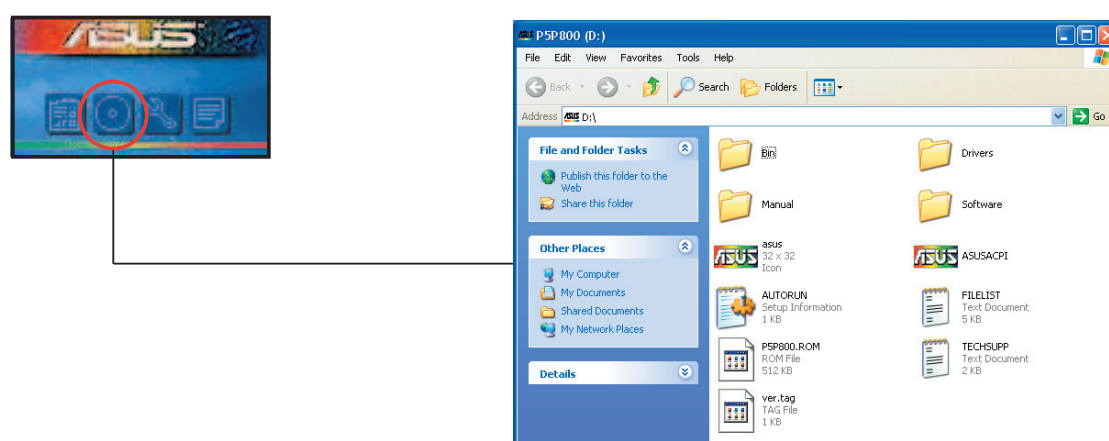 ASUS
P5P800 (D:)
File Edit View Favorites Tools Help
Back Search Folders
Address D:\ Go
File and Folder Tasks
Publish this folder to the
Web
Share this folder
Other Places
My Computer
My Documents
Shared Documents
My Network Places
Details
Bin
Drivers
Manual
Software
ASUS
asus
32 x 32
Icon
ASUS
ASUSACPI
AUTORUN
Setup Information
1 KB
FILELIST
Text Document
5 KB
P5P800.ROM
ROM File
512 KB
TECHSUPP
Text Document
2 KB
ver.tag
TAG File
1 KB